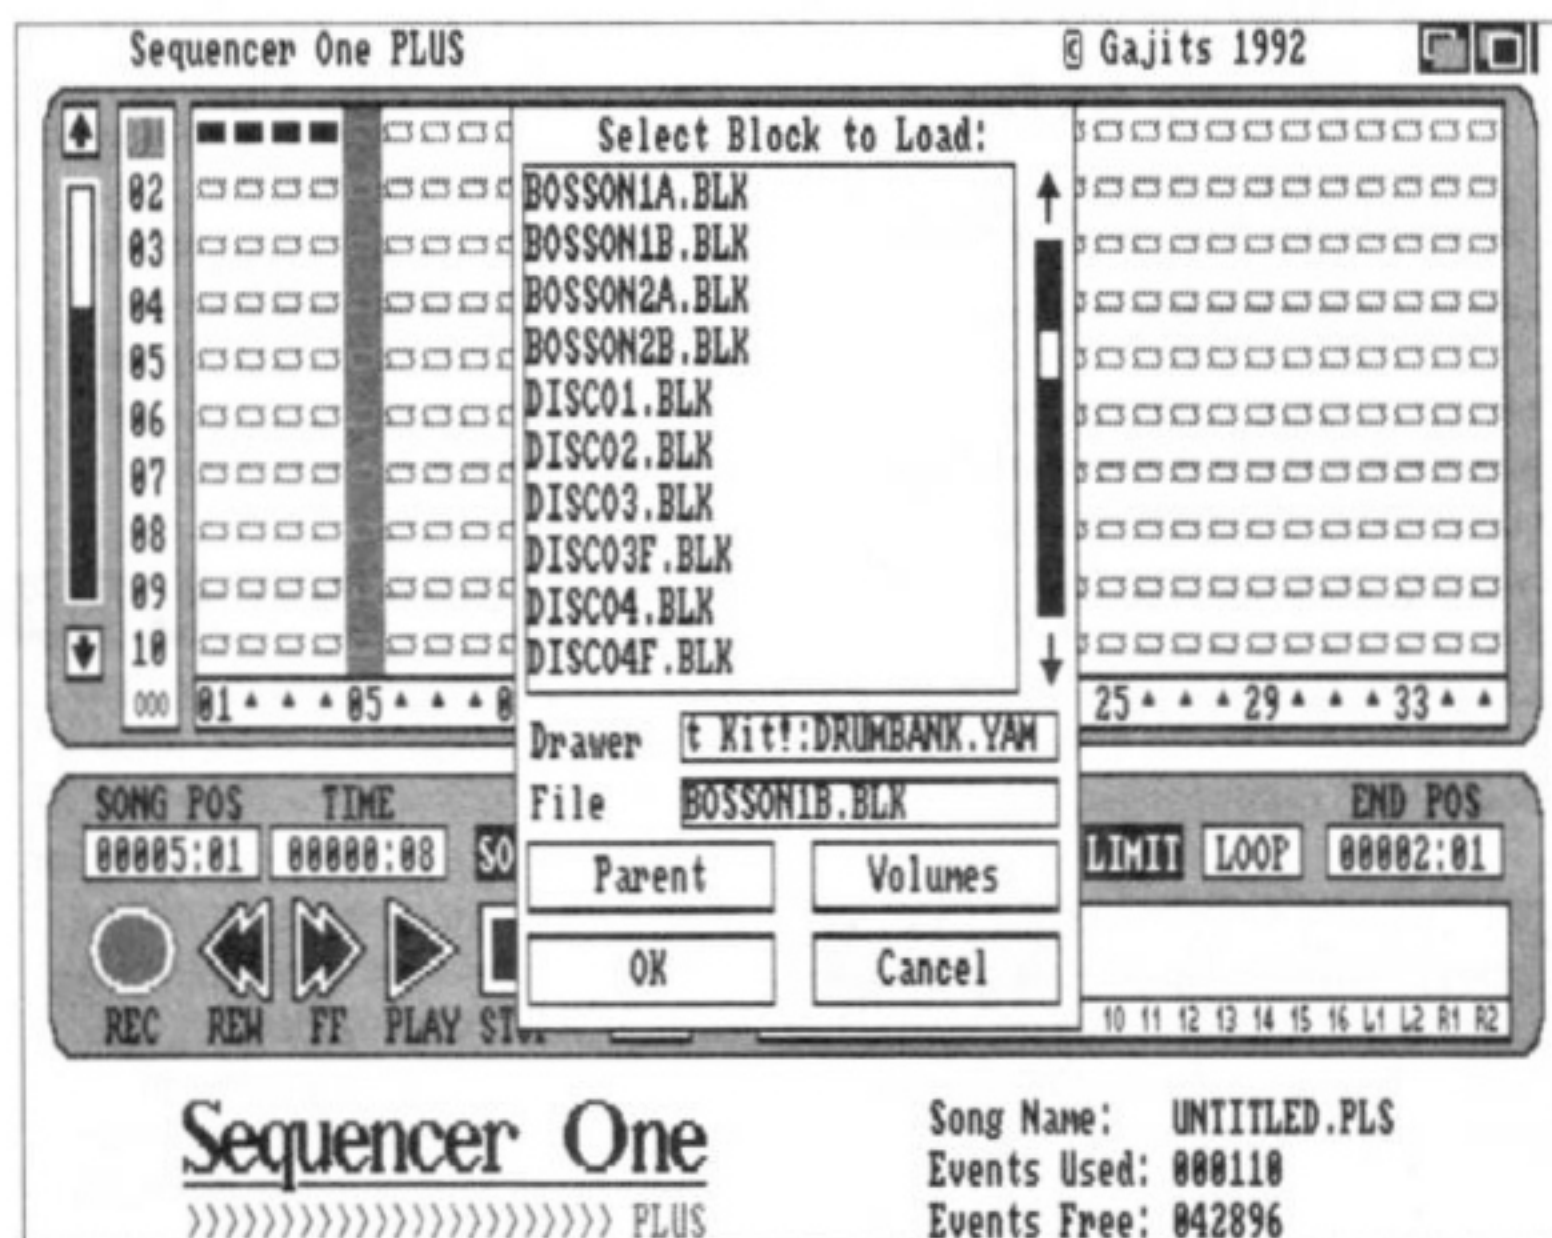 Sequencer One PLUS
© Gajits 1992
Select Block to Load:
BOSSON1A.BLK
BOSSON1B.BLK
BOSSON2A.BLK
BOSSON2B.BLK
DISCO1.BLK
DISCO2.BLK
DISCO3.BLK
DISCO3F.BLK
DISCO4.BLK
DISCO4F.BLK
02
03
04
05
06
07
08
09
10
000
01 05 0
25 29 33
Drawer t Kit!:DRUMBANK.YAM
File BOSSON1B.BLK
Parent Volumes
OK Cancel
SONG POS TIME
00005:01 00000:08 SO
LIMIT LOOP
END POS
00002:01
REC REW FF PLAY STOP
10 11 12 13 14 15 16 L1 L2 R1 R2
Sequencer One
PLUS
Song Name: UNTITLED.PLS
Events Used: 000110
Events Free: 042896